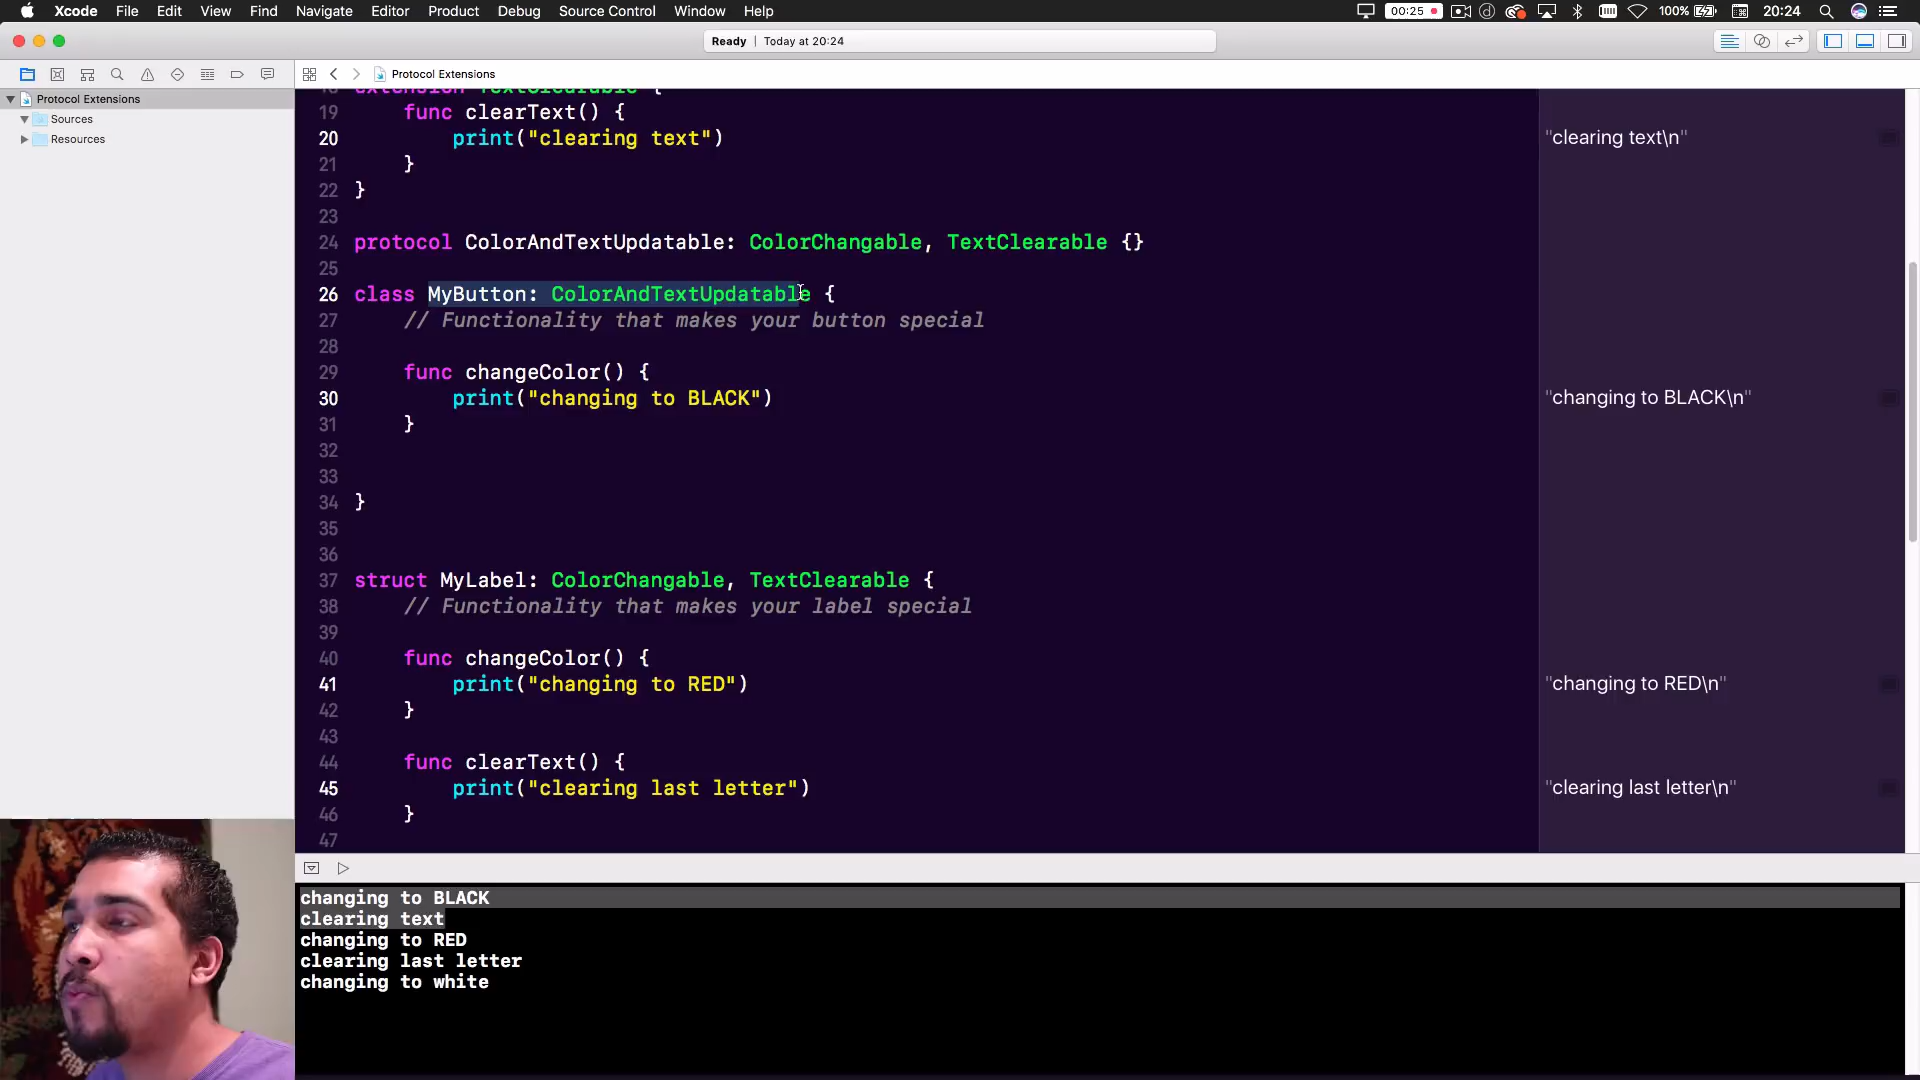 Xcode File Edit View Find Navigate Editor Product Debug Source Control Window Help 00:25 100% 20:24
Ready | Today at 20:24
Protocol Extensions
Protocol Extensions
Sources
Resources
extension TextClearable {
19 func clearText() {
20 print("clearing text")
"clearing text\n"
21 }
22 }
23
24 protocol ColorAndTextUpdatable: ColorChangable, TextClearable {}
25
26 class MyButton: ColorAndTextUpdatable {
27 // Functionality that makes your button special
28
29 func changeColor() {
30 print("changing to BLACK")
"changing to BLACK\n"
31 }
32
33
34 }
35
36
37 struct MyLabel: ColorChangable, TextClearable {
38 // Functionality that makes your label special
39
40 func changeColor() {
41 print("changing to RED")
"changing to RED\n"
42 }
43
44 func clearText() {
45 print("clearing last letter")
"clearing last letter\n"
46 }
47
changing to BLACK
clearing text
changing to RED
clearing last letter
changing to white